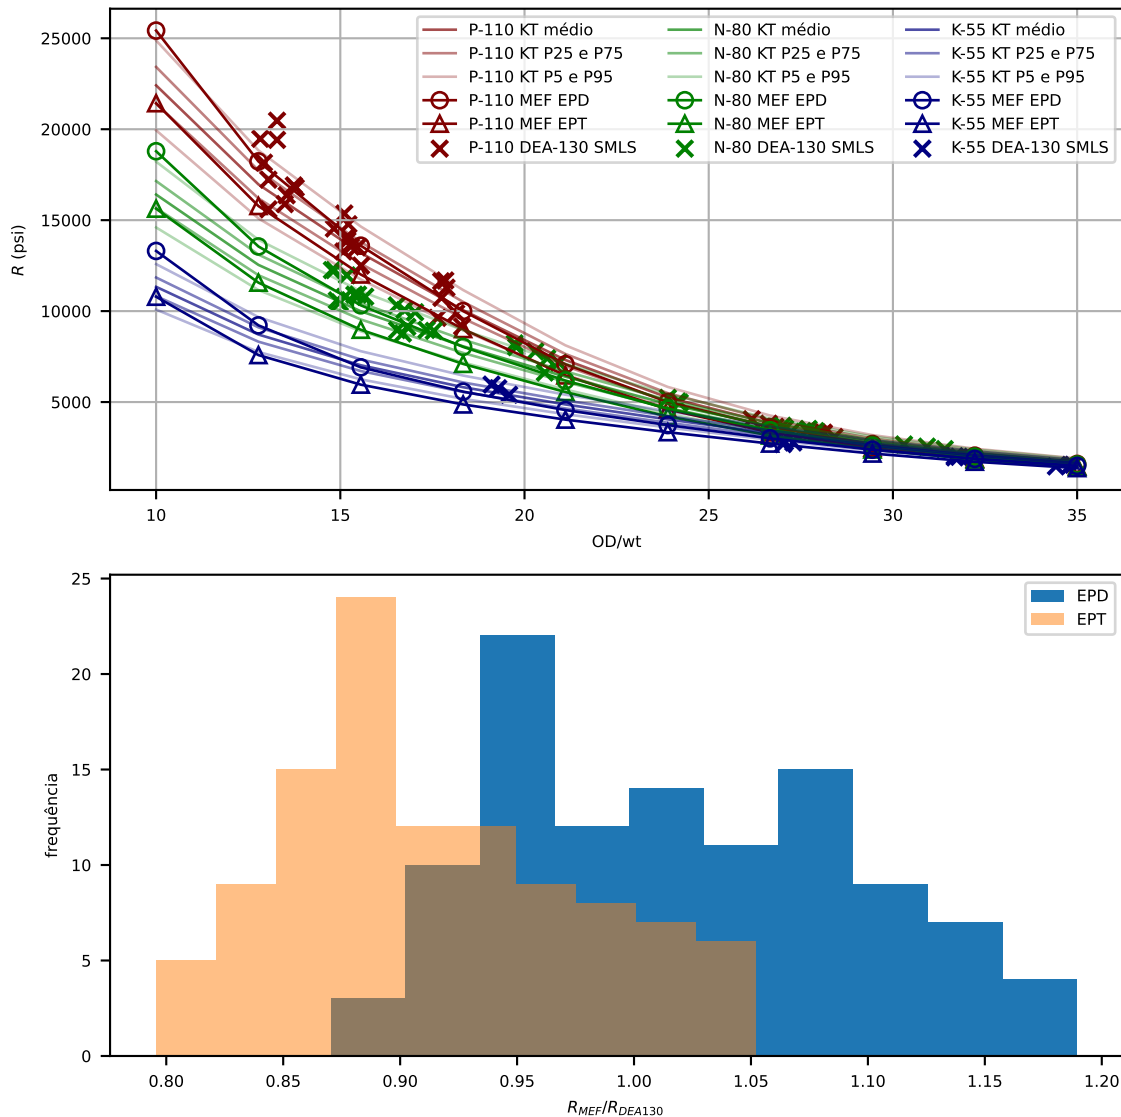 25000
20000
15000
10000
5000
R (psi)
P-110 KT médio
P-110 KT P25 e P75
P-110 KT P5 e P95
P-110 MEF EPD
P-110 MEF EPT
P-110 DEA-130 SMLS
N-80 KT médio
N-80 KT P25 e P75
N-80 KT P5 e P95
N-80 MEF EPD
N-80 MEF EPT
N-80 DEA-130 SMLS
K-55 KT médio
K-55 KT P25 e P75
K-55 KT P5 e P95
K-55 MEF EPD
K-55 MEF EPT
K-55 DEA-130 SMLS
10 15 20 25 30 35
OD/wt
25
20
15
10
5
0
frequência
EPD
EPT
0.80 0.85 0.90 0.95 1.00 1.05 1.10 1.15 1.20
R_MEF/R_DEA130